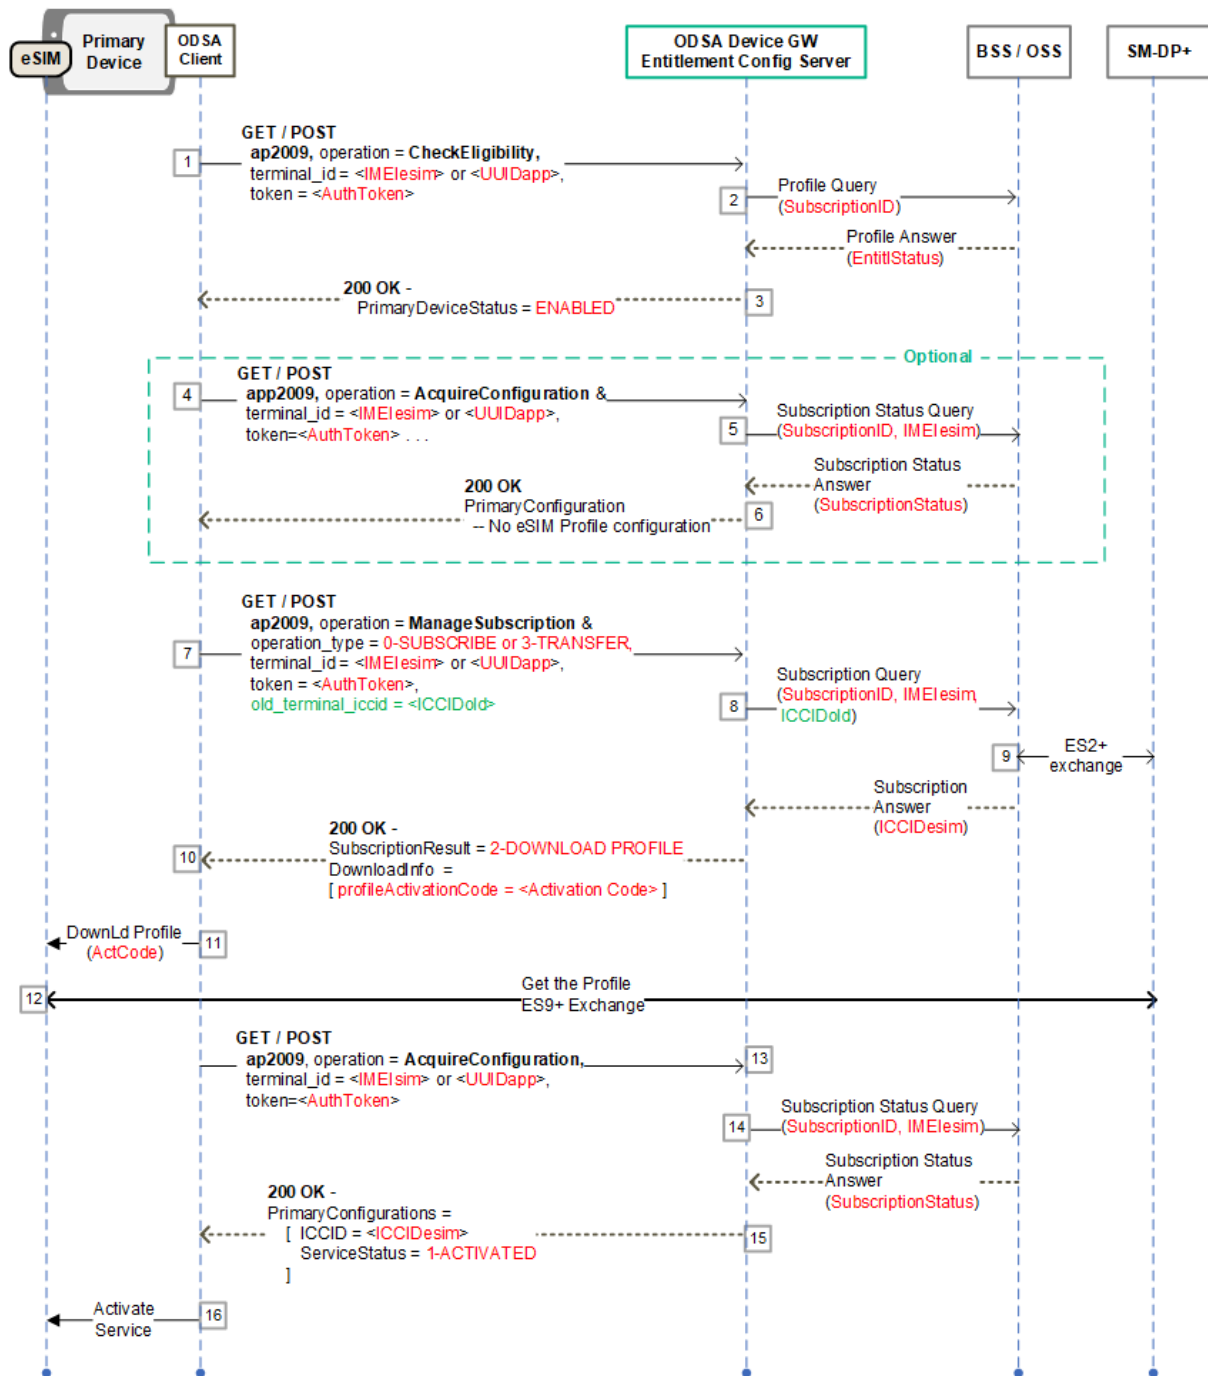 eSIM
Primary
Device
ODSA
Client
ODSA Device GW
Entitlement Config Server
BSS / OSS
SM-DP+
GET / POST
1
ap2009, operation = CheckEligibility,
terminal_id = <IMEIesim> or <UUIDapp>,
token = <AuthToken>
2
Profile Query
(SubscriptionID)
Profile Answer
(EntitlStatus)
200 OK -
PrimaryDeviceStatus = ENABLED
3
Optional
GET / POST
4
app2009, operation = AcquireConfiguration &
terminal_id = <IMEIesim> or <UUIDapp>,
token=<AuthToken> . . .
5
Subscription Status Query
(SubscriptionID, IMEIesim)
Subscription Status
Answer
(SubscriptionStatus)
200 OK
PrimaryConfiguration
-- No eSIM Profile configuration
6
GET / POST
ap2009, operation = ManageSubscription &
7
operation_type = 0-SUBSCRIBE or 3-TRANSFER,
terminal_id = <IMEIesim> or <UUIDapp>,
token = <AuthToken>,
old_terminal_iccid = <ICCIDold>
8
Subscription Query
(SubscriptionID, IMEIesim,
ICCIDold)
9
ES2+
exchange
Subscription
Answer
(ICCIDesim)
200 OK -
10
SubscriptionResult = 2-DOWNLOAD PROFILE
DownloadInfo =
[ profileActivationCode = <Activation Code> ]
DownLd Profile
(ActCode)
11
12
Get the Profile
ES9+ Exchange
GET / POST
ap2009, operation = AcquireConfiguration,
terminal_id = <IMEIsim> or <UUIDapp>,
token=<AuthToken>
13
14
Subscription Status Query
(SubscriptionID, IMEIesim)
Subscription Status
Answer
(SubscriptionStatus)
200 OK -
PrimaryConfigurations =
[ ICCID = <ICCIDesim>
ServiceStatus = 1-ACTIVATED
]
15
Activate
Service
16